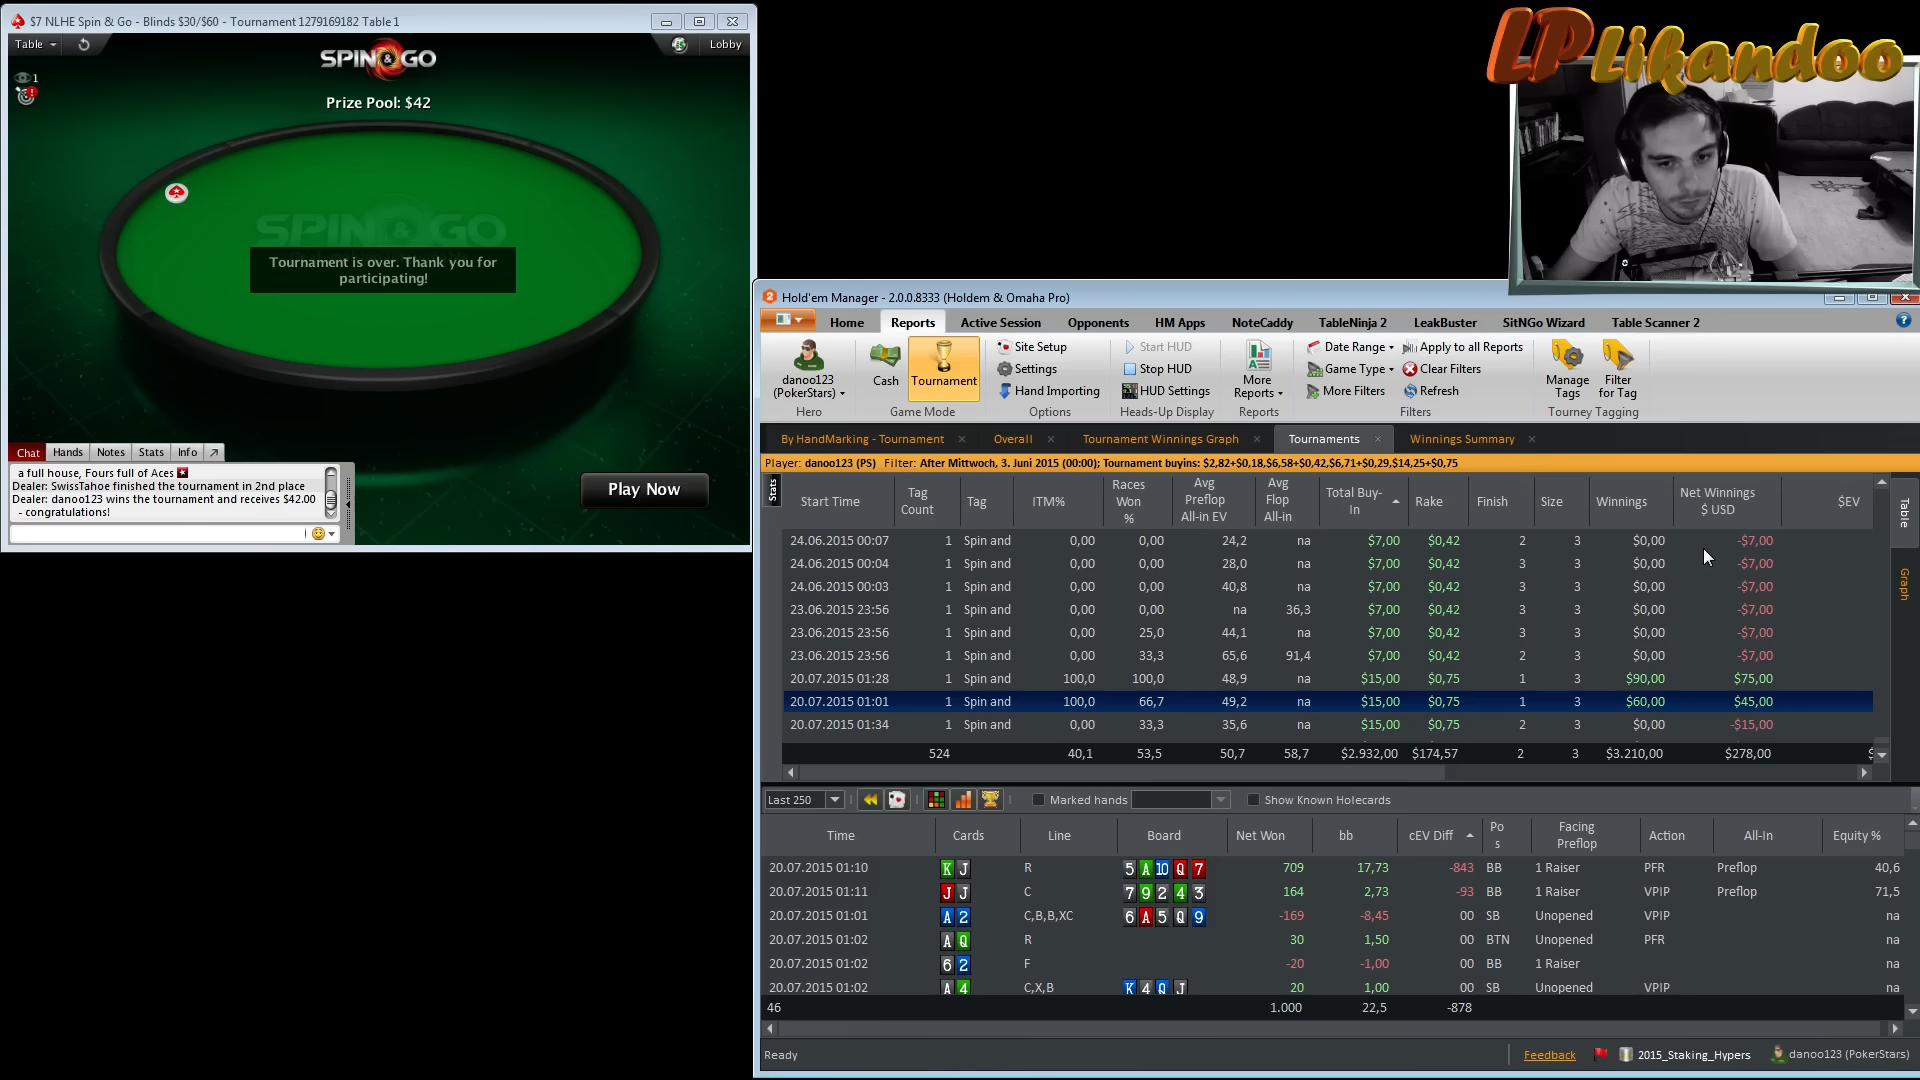 $7 NLHE Spin & Go - Blinds $30/$60 - Tournament 1279169182 Table 1
Table
Lobby
SPIN & GO
1
Prize Pool: $42
SPIN & GO
Tournament is over. Thank you for
participating!
Chat Hands Notes Stats Info
a full house, Fours full of Aces
Dealer: SwissTahoe finished the tournament in 2nd place
Dealer: danoo123 wins the tournament and receives $42.00
- congratulations!
Play Now
LP Likandoo
Hold'em Manager - 2.0.0.8333 (Holdem & Omaha Pro)
Home Reports Active Session Opponents HM Apps NoteCaddy TableNinja 2 LeakBuster SitNGo Wizard Table Scanner 2
danoo123
(PokerStars)
Hero
Cash
Tournament
Game Mode
Site Setup
Settings
Hand Importing
Options
Start HUD
Stop HUD
HUD Settings
Heads-Up Display
More
Reports
Reports
Date Range
Game Type
More Filters
Apply to all Reports
Clear Filters
Refresh
Filters
Manage
Tags
Filter
for Tag
Tourney Tagging
By HandMarking - Tournament Overall Tournament Winnings Graph Tournaments Winnings Summary
Player: danoo123 (PS) Filter: After Mittwoch, 3. Juni 2015 (00:00); Tournament buyins: $2,82+$0,18,$6,58+$0,42,$6,71+$0,29,$14,25+$0,75
Stats
Start Time
Tag
Count
Tag
ITM%
Races
Won
%
Avg
Preflop
All-in EV
Avg
Flop
All-in
Total Buy-
In
Rake
Finish
Size
Winnings
Net Winnings
$ USD
$EV
Table
Graph
24.06.2015 00:07 1 Spin and 0,00 0,00 24,2 na $7,00 $0,42 2 3 $0,00 -$7,00
24.06.2015 00:04 1 Spin and 0,00 0,00 28,0 na $7,00 $0,42 3 3 $0,00 -$7,00
24.06.2015 00:03 1 Spin and 0,00 0,00 40,8 na $7,00 $0,42 3 3 $0,00 -$7,00
23.06.2015 23:56 1 Spin and 0,00 0,00 na 36,3 $7,00 $0,42 3 3 $0,00 -$7,00
23.06.2015 23:56 1 Spin and 0,00 25,0 44,1 na $7,00 $0,42 3 3 $0,00 -$7,00
23.06.2015 23:56 1 Spin and 0,00 33,3 65,6 91,4 $7,00 $0,42 2 3 $0,00 -$7,00
20.07.2015 01:28 1 Spin and 100,0 100,0 48,9 na $15,00 $0,75 1 3 $90,00 $75,00
20.07.2015 01:01 1 Spin and 100,0 66,7 49,2 na $15,00 $0,75 1 3 $60,00 $45,00
20.07.2015 01:34 1 Spin and 0,00 33,3 35,6 na $15,00 $0,75 2 3 $0,00 -$15,00
524 40,1 53,5 50,7 58,7 $2.932,00 $174,57 2 3 $3.210,00 $278,00
Last 250
Marked hands
Show Known Holecards
Time Cards Line Board Net Won bb cEV Diff
Po
s
Facing
Preflop
Action All-In Equity %
20.07.2015 01:10 K J R 5 A 10 Q 7 709 17,73 -843 BB 1 Raiser PFR Preflop 40,6
20.07.2015 01:11 J J C 7 9 2 4 3 164 2,73 -93 BB 1 Raiser VPIP Preflop 71,5
20.07.2015 01:01 A 2 C,B,B,XC 6 A 5 Q 9 -169 -8,45 00 SB Unopened VPIP na
20.07.2015 01:02 A Q R 30 1,50 00 BTN Unopened PFR na
20.07.2015 01:02 6 2 F -20 -1,00 00 BB 1 Raiser na
20.07.2015 01:02 A 4 C,X,B K 4 Q J 20 1,00 00 SB Unopened VPIP na
46 1.000 22,5 -878
Ready
Feedback
2015_Staking_Hypers
danoo123 (PokerStars)